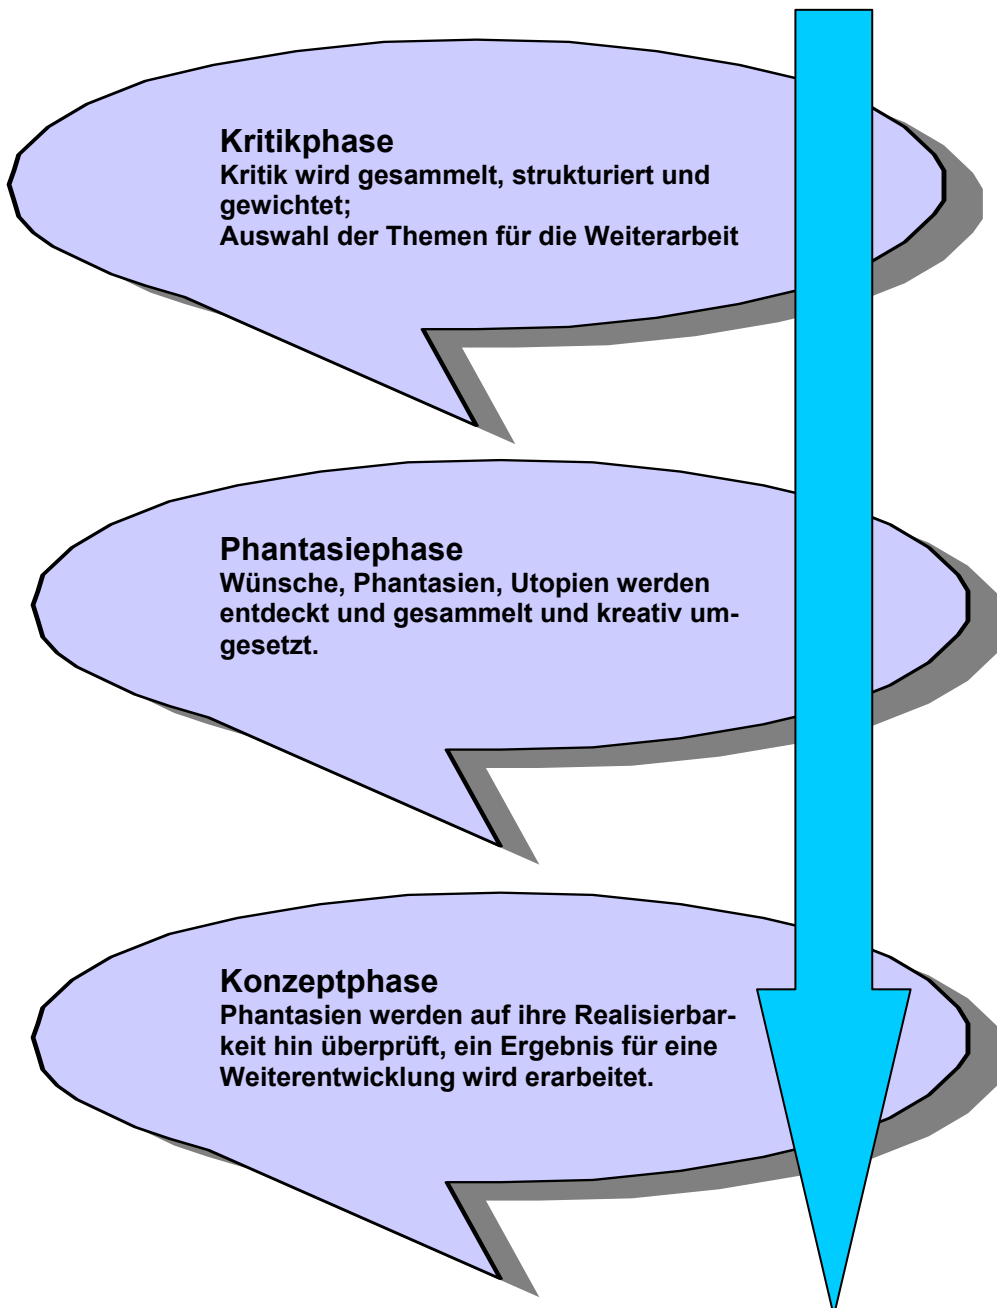 Kritikphase
Kritik wird gesammelt, strukturiert und
gewichtet;
Auswahl der Themen für die Weiterarbeit
Phantasiephase
Wünsche, Phantasien, Utopien werden
entdeckt und gesammelt und kreativ um-
gesetzt.
Konzeptphase
Phantasien werden auf ihre Realisierbar-
keit hin überprüft, ein Ergebnis für eine
Weiterentwicklung wird erarbeitet.